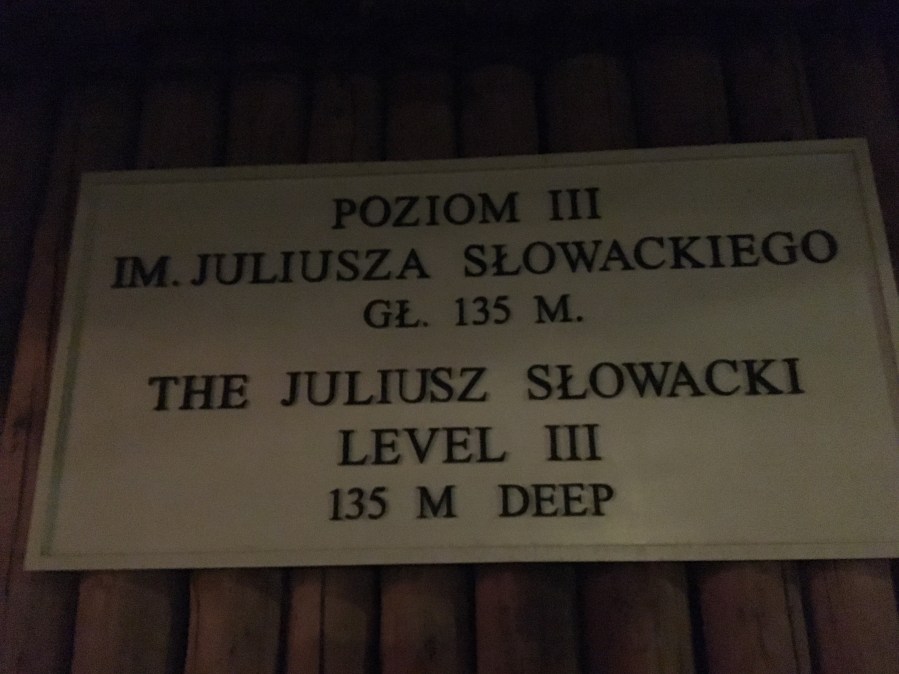 POZIOM III
IM. JULIUSZA SŁOWACKIEGO
GŁ. 135 M.
THE JULIUSZ SŁOWACKI
LEVEL III
135 M DEEP